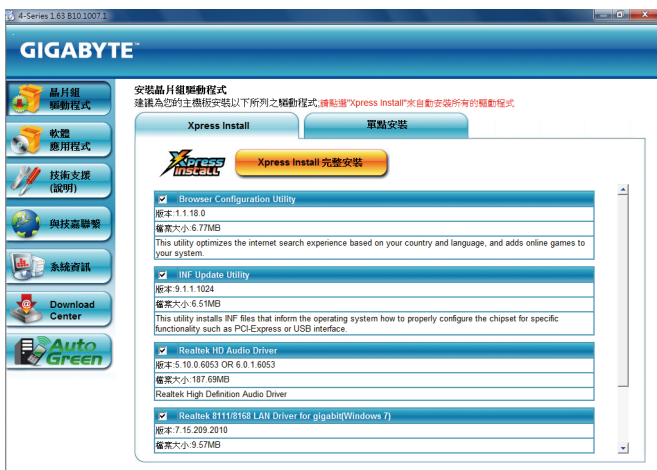 4-Series 1.63 B10.1007.1
GIGABYTE™
晶片組
驅動程式
軟體
應用程式
技術支援
(說明)
與技嘉聯繫
系統資訊
Download
Center
Auto
Green
安裝晶片組驅動程式
建議為您的主機板安裝以下所列之驅動程式;請點選"Xpress Install"來自動安裝所有的驅動程式
Xpress Install
單點安裝
Xpress
INSTALL
Xpress Install 完整安裝
Browser Configuration Utility
版本:1.1.18.0
檔案大小:6.77MB
This utility optimizes the internet search experience based on your country and language, and adds online games to
your system.
INF Update Utility
版本:9.1.1.1024
檔案大小:6.51MB
This utility installs INF files that inform the operating system how to properly configure the chipset for specific
functionality such as PCI-Express or USB interface.
Realtek HD Audio Driver
版本:5.10.0.6053 OR 6.0.1.6053
檔案大小:187.69MB
Realtek High Definition Audio Driver
Realtek 8111/8168 LAN Driver for gigabit(Windows 7)
版本:7.15.209.2010
檔案大小:9.57MB